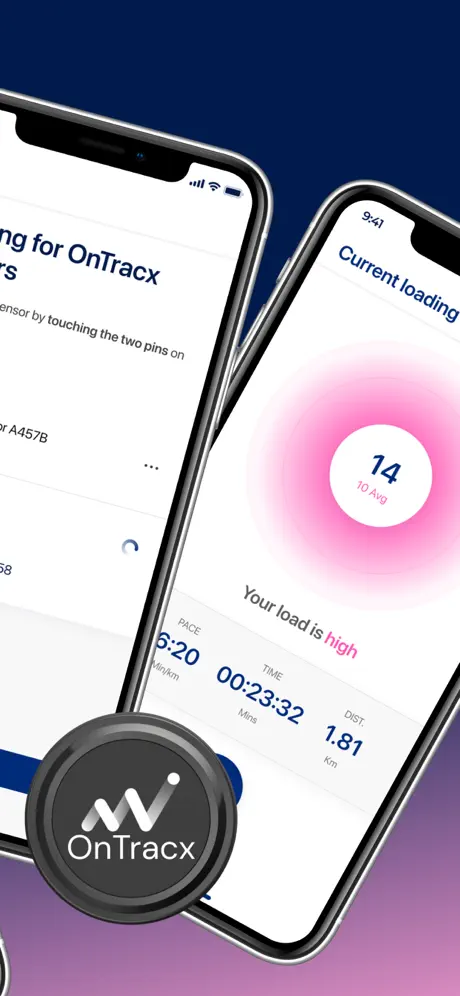 ng for OnTracx
rs
ensor by touching the two pins on
or A457B
...
58
9:41
Current loading
14
10 Avg
Your load is high
PACE
6:20
Min/km
TIME
00:23:32
Mins
DIST.
1.81
Km
OnTracx